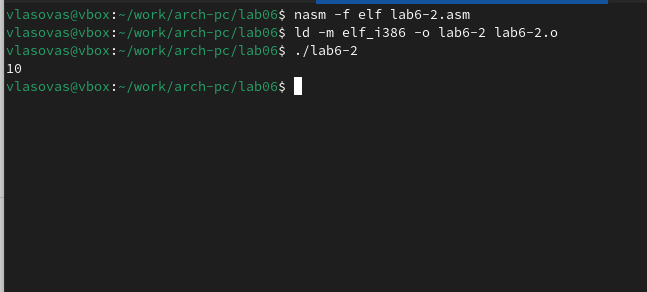 vlasovas@vbox:~/work/arch-pc/lab06$ nasm -f elf lab6-2.asm
vlasovas@vbox:~/work/arch-pc/lab06$ ld -m elf_i386 -o lab6-2 lab6-2.o
vlasovas@vbox:~/work/arch-pc/lab06$ ./lab6-2
10
vlasovas@vbox:~/work/arch-pc/lab06$